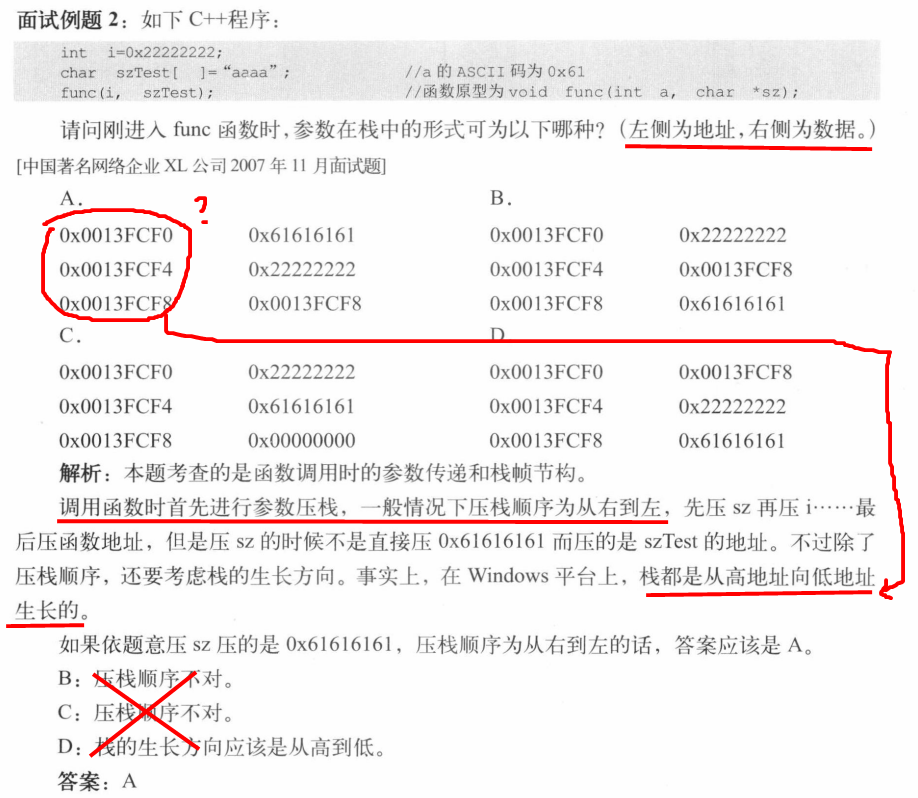 面试例题 2：如下 C++程序：
int i=0x22222222;
char szTest[ ]="aaaa"; //a 的 ASCII 码为 0x61
func(i, szTest); //函数原型为 void func(int a, char *sz);
请问刚进入 func 函数时,参数在栈中的形式可为以下哪种？（左侧为地址,右侧为数据。）
[中国著名网络企业 XL 公司 2007 年 11 月面试题]
A． ? B．
0x0013FCF0 0x61616161 0x0013FCF0 0x22222222
0x0013FCF4 0x22222222 0x0013FCF4 0x0013FCF8
0x0013FCF8 0x0013FCF8 0x0013FCF8 0x61616161
C． D
0x0013FCF0 0x22222222 0x0013FCF0 0x0013FCF8
0x0013FCF4 0x61616161 0x0013FCF4 0x22222222
0x0013FCF8 0x00000000 0x0013FCF8 0x61616161
解析：本题考查的是函数调用时的参数传递和栈帧节构。
调用函数时首先进行参数压栈，一般情况下压栈顺序为从右到左，先压 sz 再压 i……最
后压函数地址，但是压 sz 的时候不是直接压 0x61616161 而压的是 szTest 的地址。不过除了
压栈顺序，还要考虑栈的生长方向。事实上，在 Windows 平台上，栈都是从高地址向低地址
生长的。
如果依题意压 sz 压的是 0x61616161，压栈顺序为从右到左的话，答案应该是 A。
B：压栈顺序不对。
C：压栈顺序不对。
D：栈的生长方向应该是从高到低。
答案：A